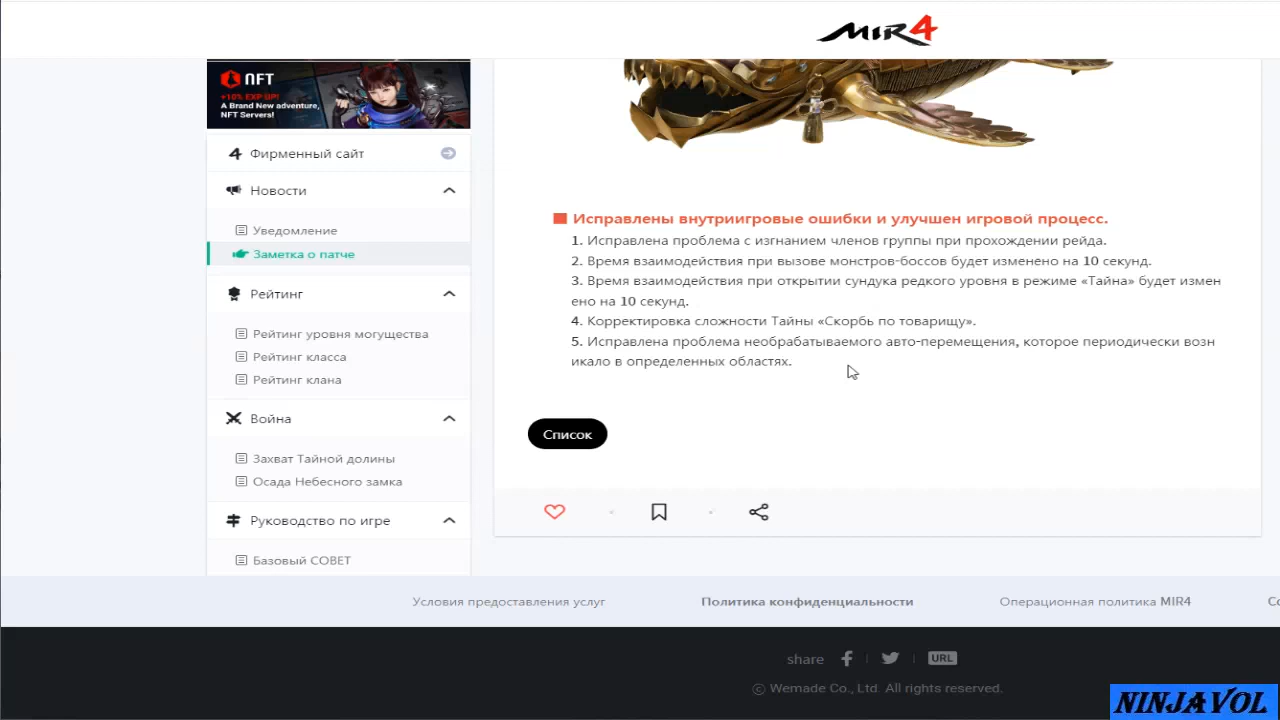 MIR4
NFT
+10% EXP UP!
A Brand New adventure,
NFT Servers!
4 Фирменный сайт
Новости
Уведомление
Заметка о патче
Рейтинг
Рейтинг уровня могущества
Рейтинг класса
Рейтинг клана
Война
Захват Тайной долины
Осада Небесного замка
Руководство по игре
Базовый СОВЕТ
Исправлены внутриигровые ошибки и улучшен игровой процесс.
1. Исправлена проблема с изгнанием членов группы при прохождении рейда.
2. Время взаимодействия при вызове монстров-боссов будет изменено на 10 секунд.
3. Время взаимодействия при открытии сундука редкого уровня в режиме «Тайна» будет измен
ено на 10 секунд.
4. Корректировка сложности Тайны «Скорбь по товарищу».
5. Исправлена проблема необрабатываемого авто-перемещения, которое периодически возн
икало в определенных областях.
Список
Условия предоставления услуг
Политика конфиденциальности
Операционная политика MIR4
share
URL
© Wemade Co., Ltd. All rights reserved.
NINJAVOL